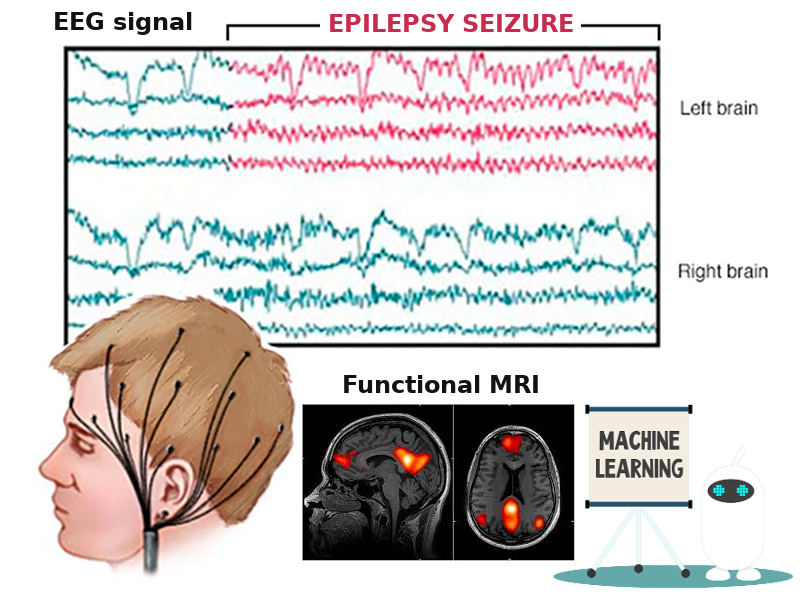 EEG signal
EPILEPSY SEIZURE
Left brain
Right brain
Functional MRI
MACHINE
LEARNING